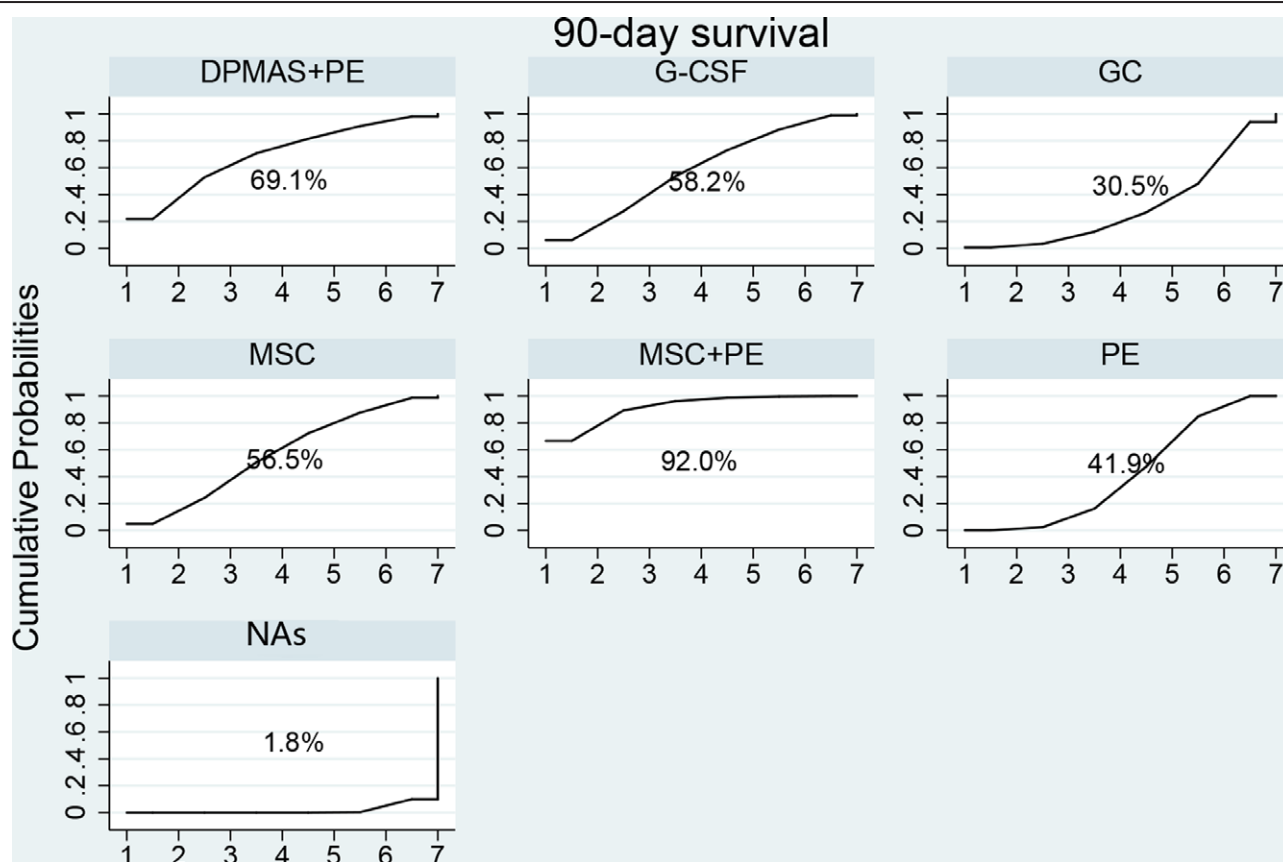 90-day survival
DPMAS+PE
G-CSF
GC
0 .2 .4 .6 .8 1
69.1%
1 2 3 4 5 6 7
0 .2 .4 .6 .8 1
58.2%
1 2 3 4 5 6 7
0 .2 .4 .6 .8 1
30.5%
1 2 3 4 5 6 7
Cumulative Probabilities
MSC
MSC+PE
PE
0 .2 .4 .6 .8 1
56.5%
1 2 3 4 5 6 7
0 .2 .4 .6 .8 1
92.0%
1 2 3 4 5 6 7
0 .2 .4 .6 .8 1
41.9%
1 2 3 4 5 6 7
NAs
0 .2 .4 .6 .8 1
1.8%
1 2 3 4 5 6 7